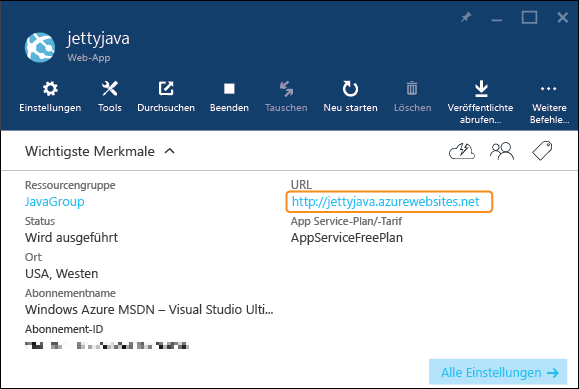 jettyjava
Web-App
Einstellungen
Tools
Durchsuchen
Beenden
Tauschen
Neu starten
Löschen
Veröffentlichte
abrufen...
Weitere
Befehle...
Wichtigste Merkmale
Ressourcengruppe
JavaGroup
Status
Wird ausgeführt
Ort
USA, Westen
Abonnementname
Windows Azure MSDN – Visual Studio Ulti...
Abonnement-ID
URL
http://jettyjava.azurewebsites.net
App Service-Plan/-Tarif
AppServiceFreePlan
Alle Einstellungen